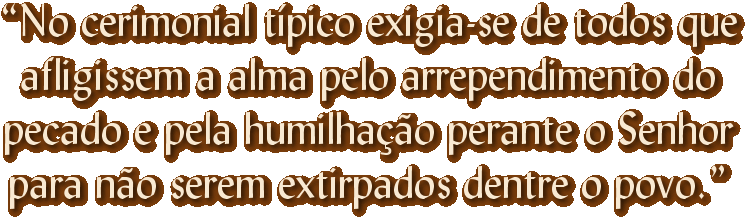 “No cerimonial típico exigia-se de todos que
afligissem a alma pelo arrependimento do
pecado e pela humilhação perante o Senhor
para não serem extirpados dentre o povo.”